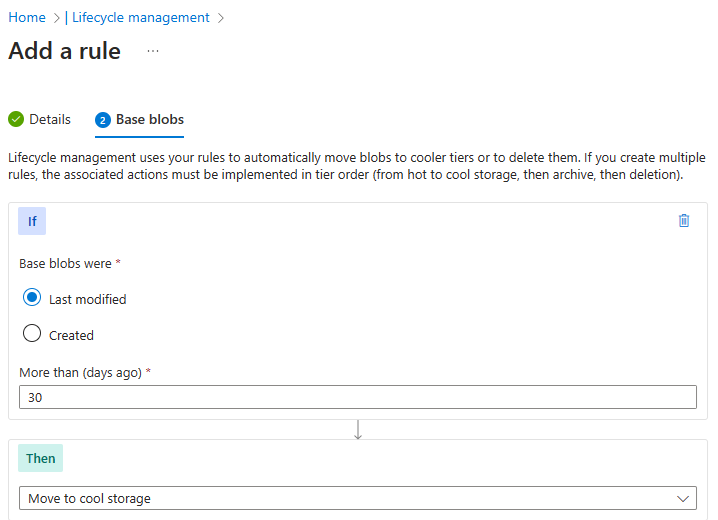 Home > | Lifecycle management >
Add a rule ...
Details 2 Base blobs
Lifecycle management uses your rules to automatically move blobs to cooler tiers or to delete them. If you create multiple
rules, the associated actions must be implemented in tier order (from hot to cool storage, then archive, then deletion).
If
Base blobs were *
Last modified
Created
More than (days ago) *
30
Then
Move to cool storage